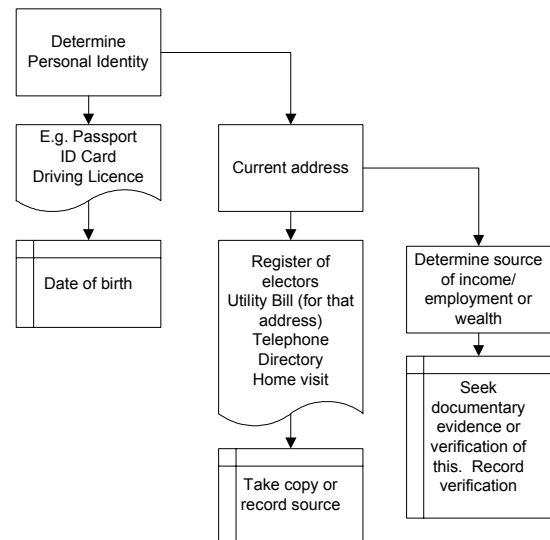 Determine
Personal Identity
E.g. Passport
ID Card
Driving Licence
Date of birth
Current address
Register of
electors
Utility Bill (for that
address)
Telephone
Directory
Home visit
Take copy or
record source
Determine source
of income/
employment or
wealth
Seek
documentary
evidence or
verification of
this.  Record
verification